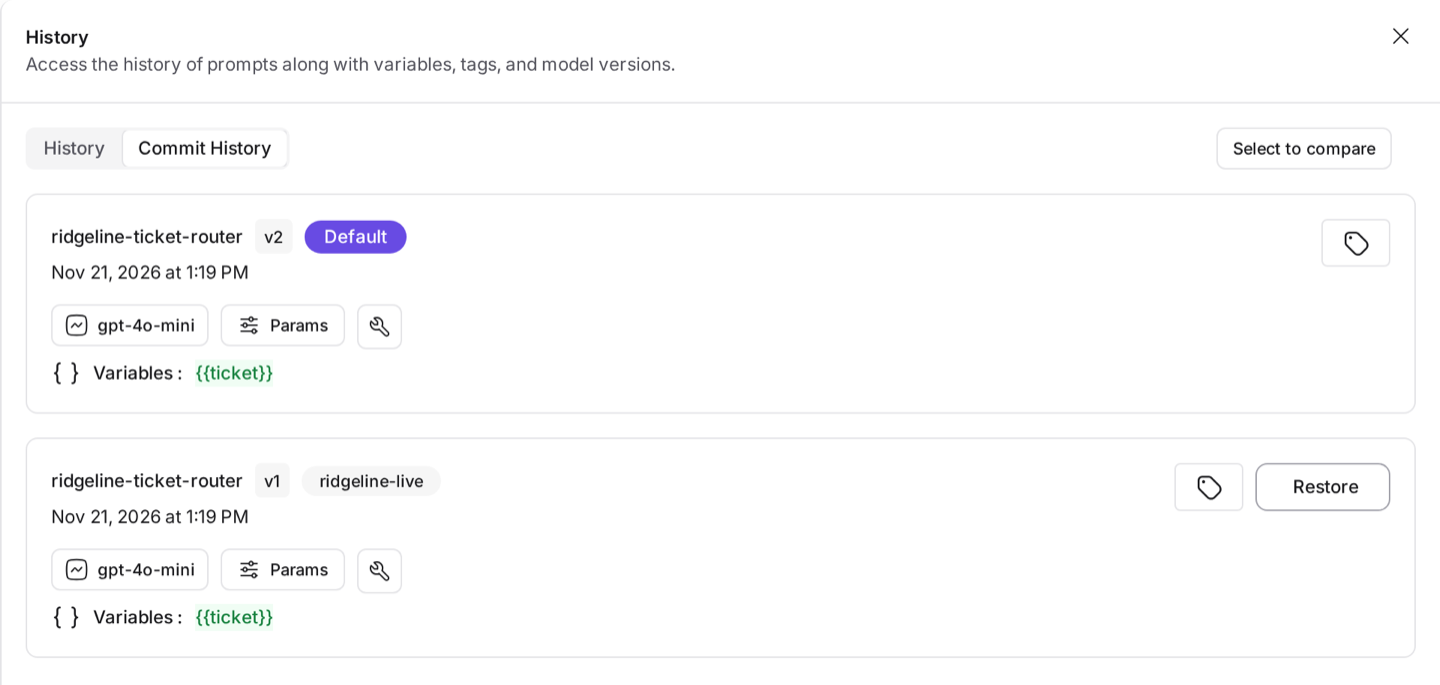 History
Access the history of prompts along with variables, tags, and model versions.
History Commit History Select to compare
ridgeline-ticket-router v2 Default
Nov 21, 2026 at 1:19 PM
gpt-4o-mini Params
{ } Variables : {{ticket}}
ridgeline-ticket-router v1 ridgeline-live Restore
Nov 21, 2026 at 1:19 PM
gpt-4o-mini Params
{ } Variables : {{ticket}}